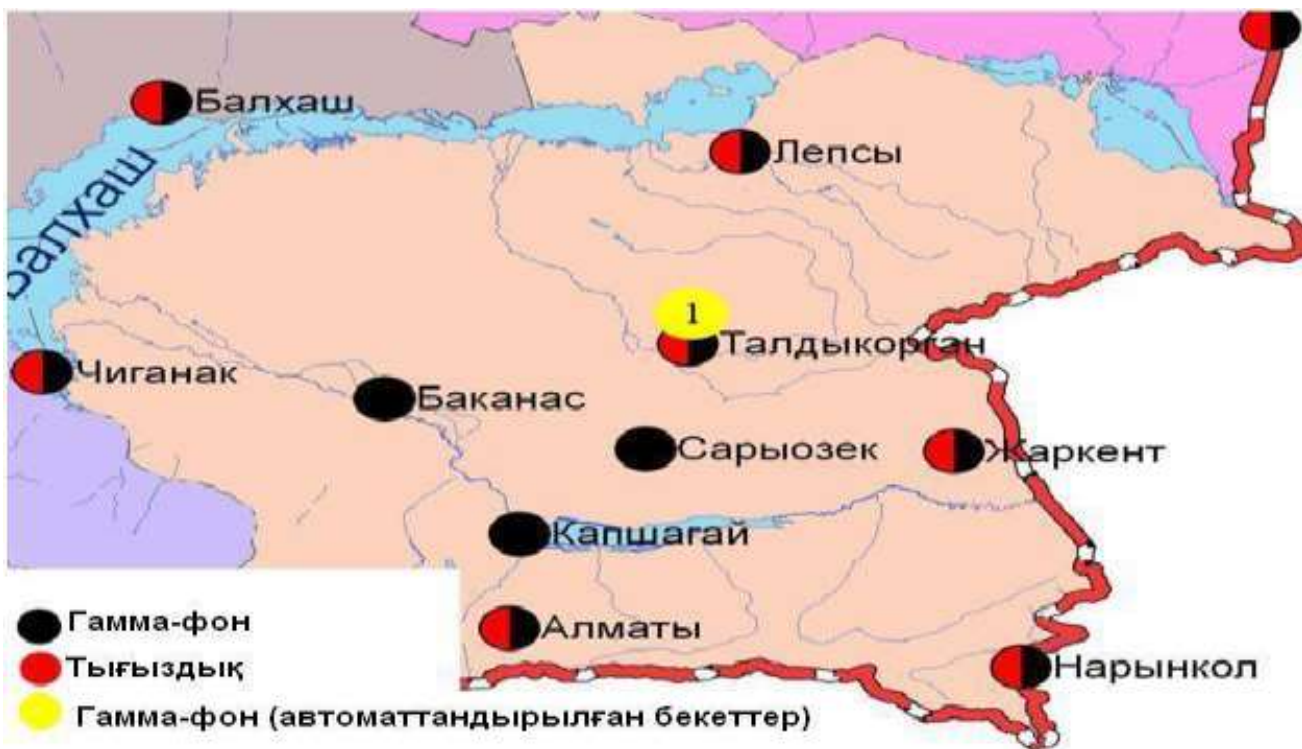 Балхаш
Лепсы
Балхаш
1
Талдыкорган
Чиганак
Баканас
Сарыозек
Жаркент
Капшагай
Алматы
Нарынкол
Гамма-фон
Тығыздық
Гамма-фон (автоматтандырылған бекеттер)